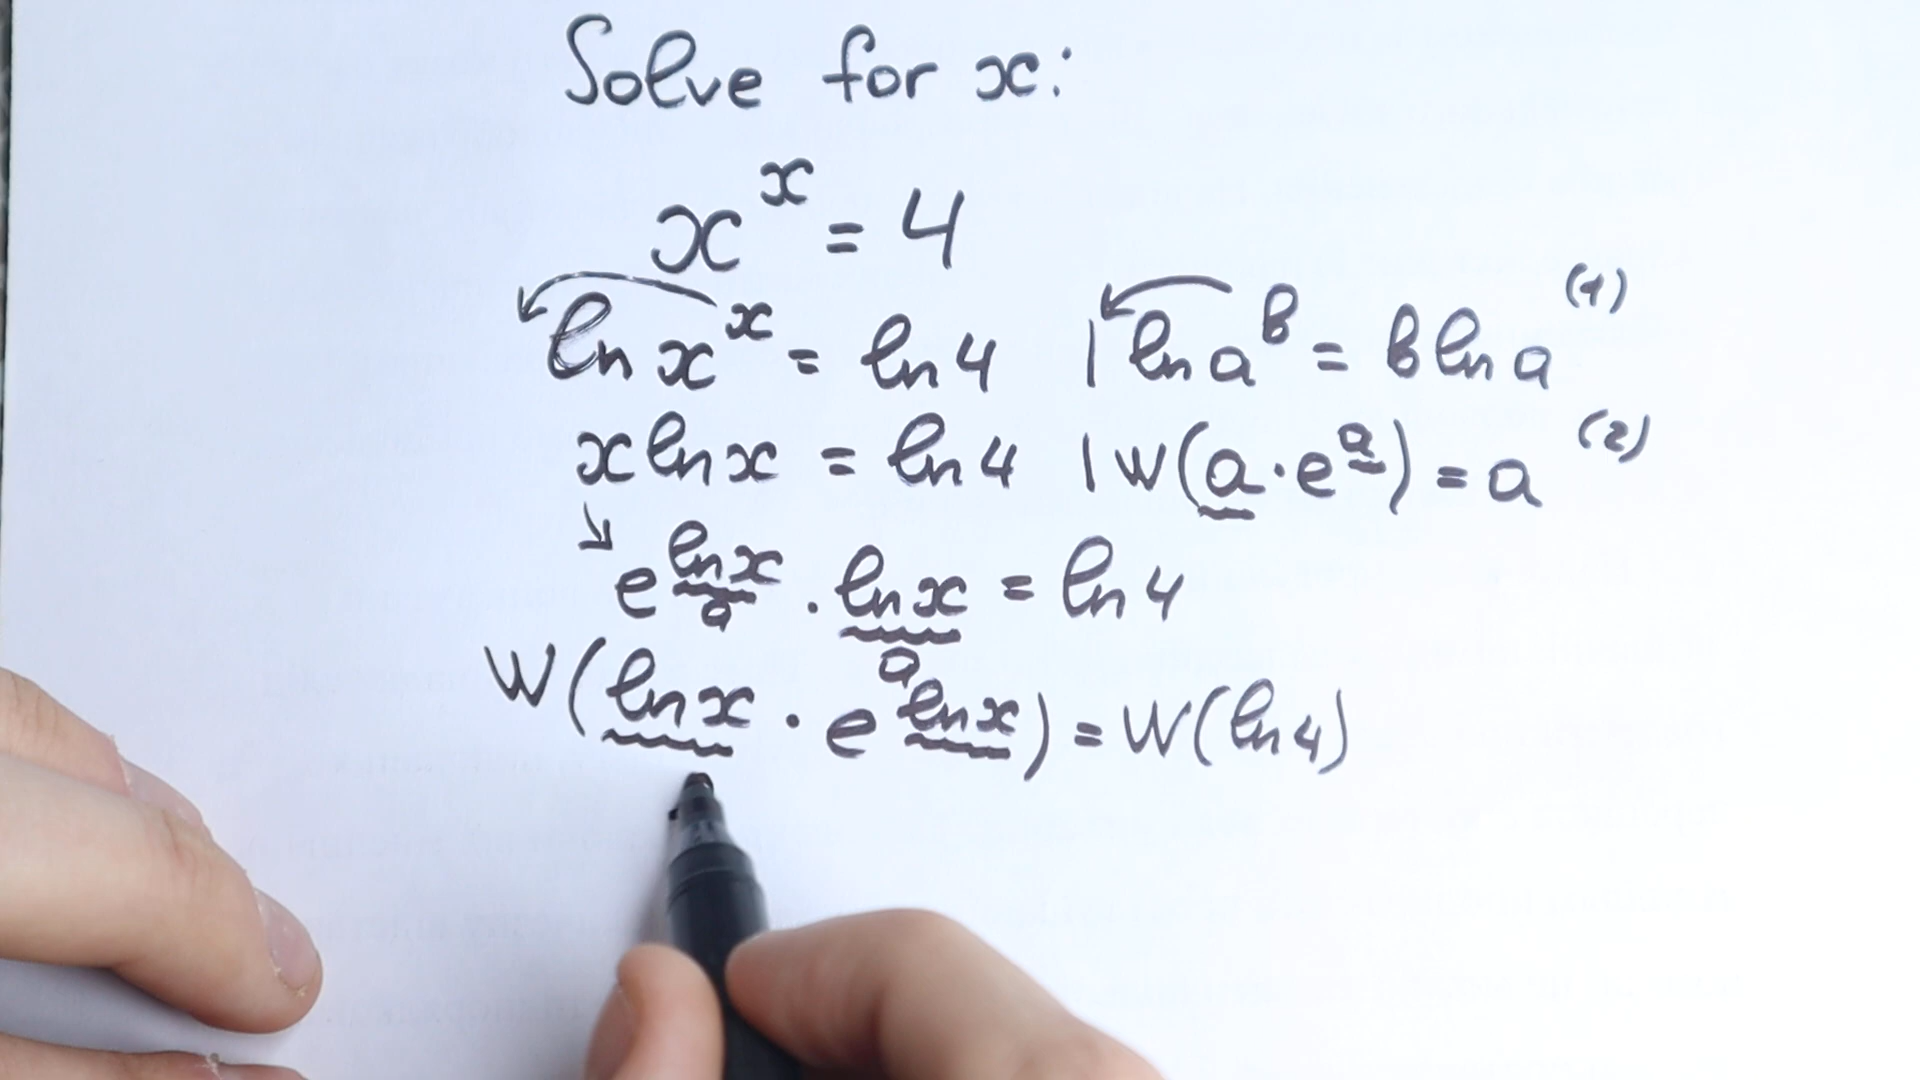 Solve for x:
x^x = 4
ln x^x = ln 4 | ln a^b = b ln a (1)
x ln x = ln 4 | W(a · e^a) = a (2)
e^ln x · ln x = ln 4
a a
W(ln x · e^ln x) = W(ln 4)